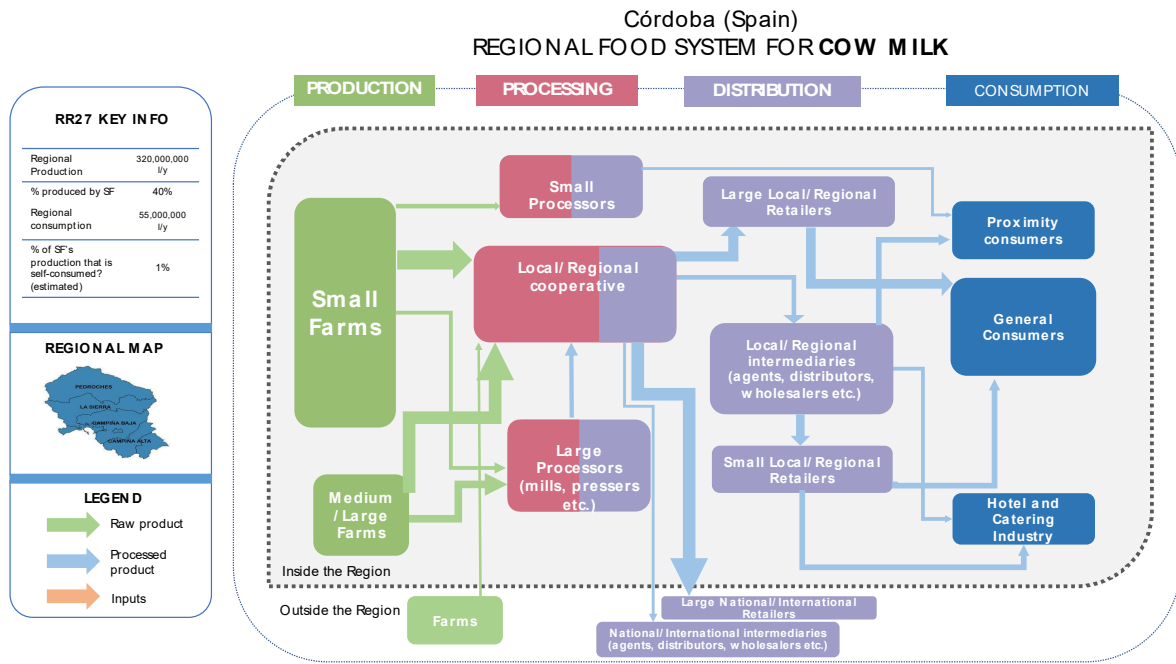 Córdoba (Spain)
REGIONAL FOOD SYSTEM FOR COW MILK
PRODUCTION
PROCESSING
DISTRIBUTION
CONSUMPTION
RR27 KEY INFO
Regional
Production
320,000,000
l/y
% produced by SF
40%
Regional
consumption
55,000,000
l/y
% of SF's
production that is
self-consumed?
(estimated)
1%
REGIONAL MAP
PEDROCHES
LA SIERRA
CAMPIÑA BAJA
CAMPIÑA ALTA
LEGEND
Raw product
Processed
product
Inputs
Small
Farms
Medium
/ Large
Farms
Small
Processors
Local/ Regional
cooperative
Large
Processors
(mills, pressers
etc.)
Large Local/ Regional
Retailers
Local/ Regional
intermediaries
(agents, distributors,
wholesalers etc.)
Small Local/ Regional
Retailers
Proximity
consumers
General
Consumers
Hotel and
Catering
Industry
Inside the Region
Outside the Region
Farms
Large National/ International
Retailers
National/ International intermediaries
(agents, distributors, wholesalers etc.)